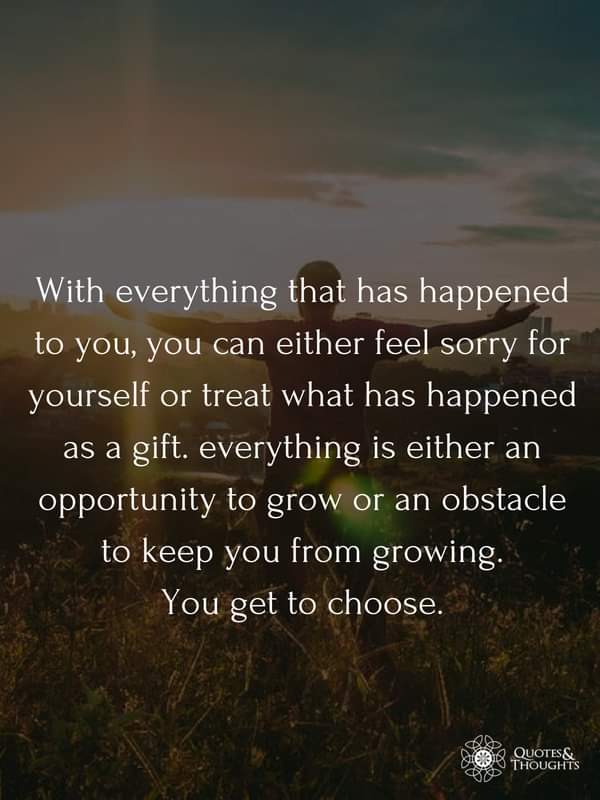 With everything that has happened
to you, you can either feel sorry for
yourself or treat what has happened
as a gift. everything is either an
opportunity to grow or an obstacle
to keep you from growing.
You get to choose.
QUOTES&
THOUGHTS